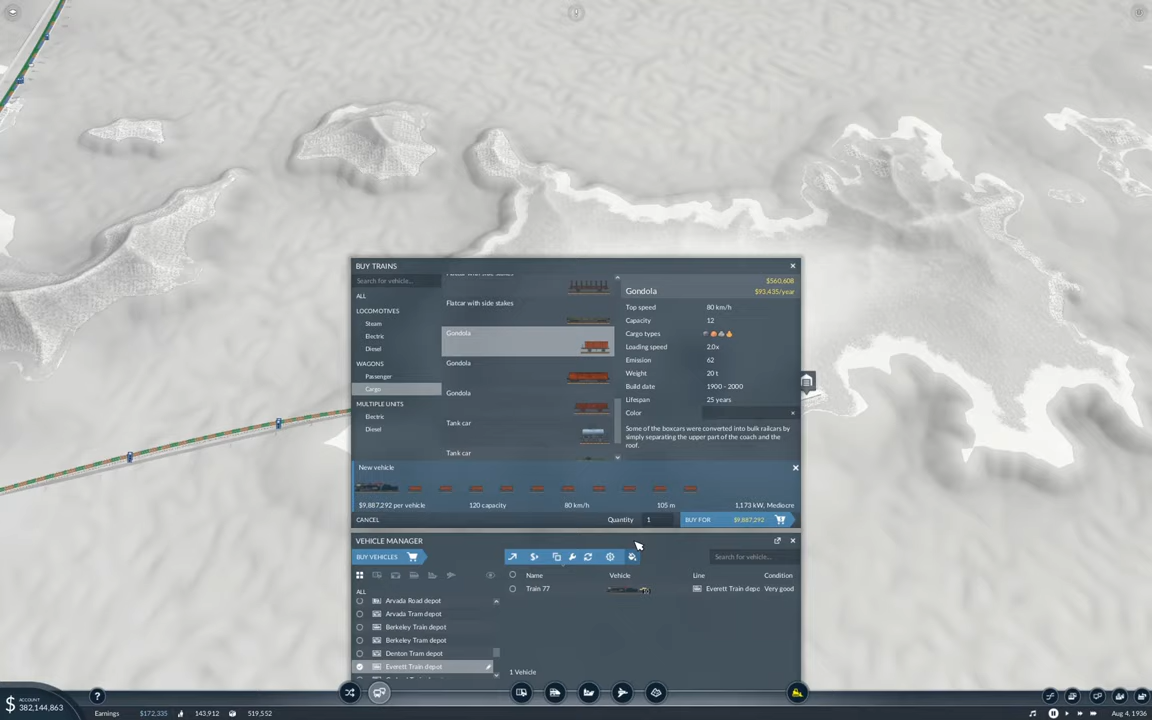 BUY TRAINS
Search for vehicle...
ALL
LOCOMOTIVES
Steam
Electric
Diesel
WAGONS
Passenger
Cargo
MULTIPLE UNITS
Electric
Diesel
Flatcar with side stakes
Flatcar with side stakes
Gondola
Gondola
Gondola
Tank car
Tank car
$560,608
Gondola
$93,435/year
Top speed 80 km/h
Capacity 12
Cargo types
Loading speed 2.0x
Emission 62
Weight 20 t
Build date 1900 - 2000
Lifespan 25 years
Color
Some of the boxcars were converted into bulk railcars by
simply separating the upper part of the coach and the
roof.
New vehicle
$9,887,292 per vehicle 120 capacity 80 km/h 105 m 1,173 kW, Mediocre
CANCEL Quantity 1 BUY FOR $9,887,292
VEHICLE MANAGER
BUY VEHICLES
Search for vehicle...
ALL
Arvada Road depot
Arvada Tram depot
Berkeley Train depot
Berkeley Tram depot
Denton Tram depot
Everett Train depot
Name Vehicle Line Condition
Train 77 Everett Train depc Very good
1 Vehicle
ACCOUNT
$ 382,144,863
?
Earnings $172,335 143,912 519,552
Aug 4, 1936